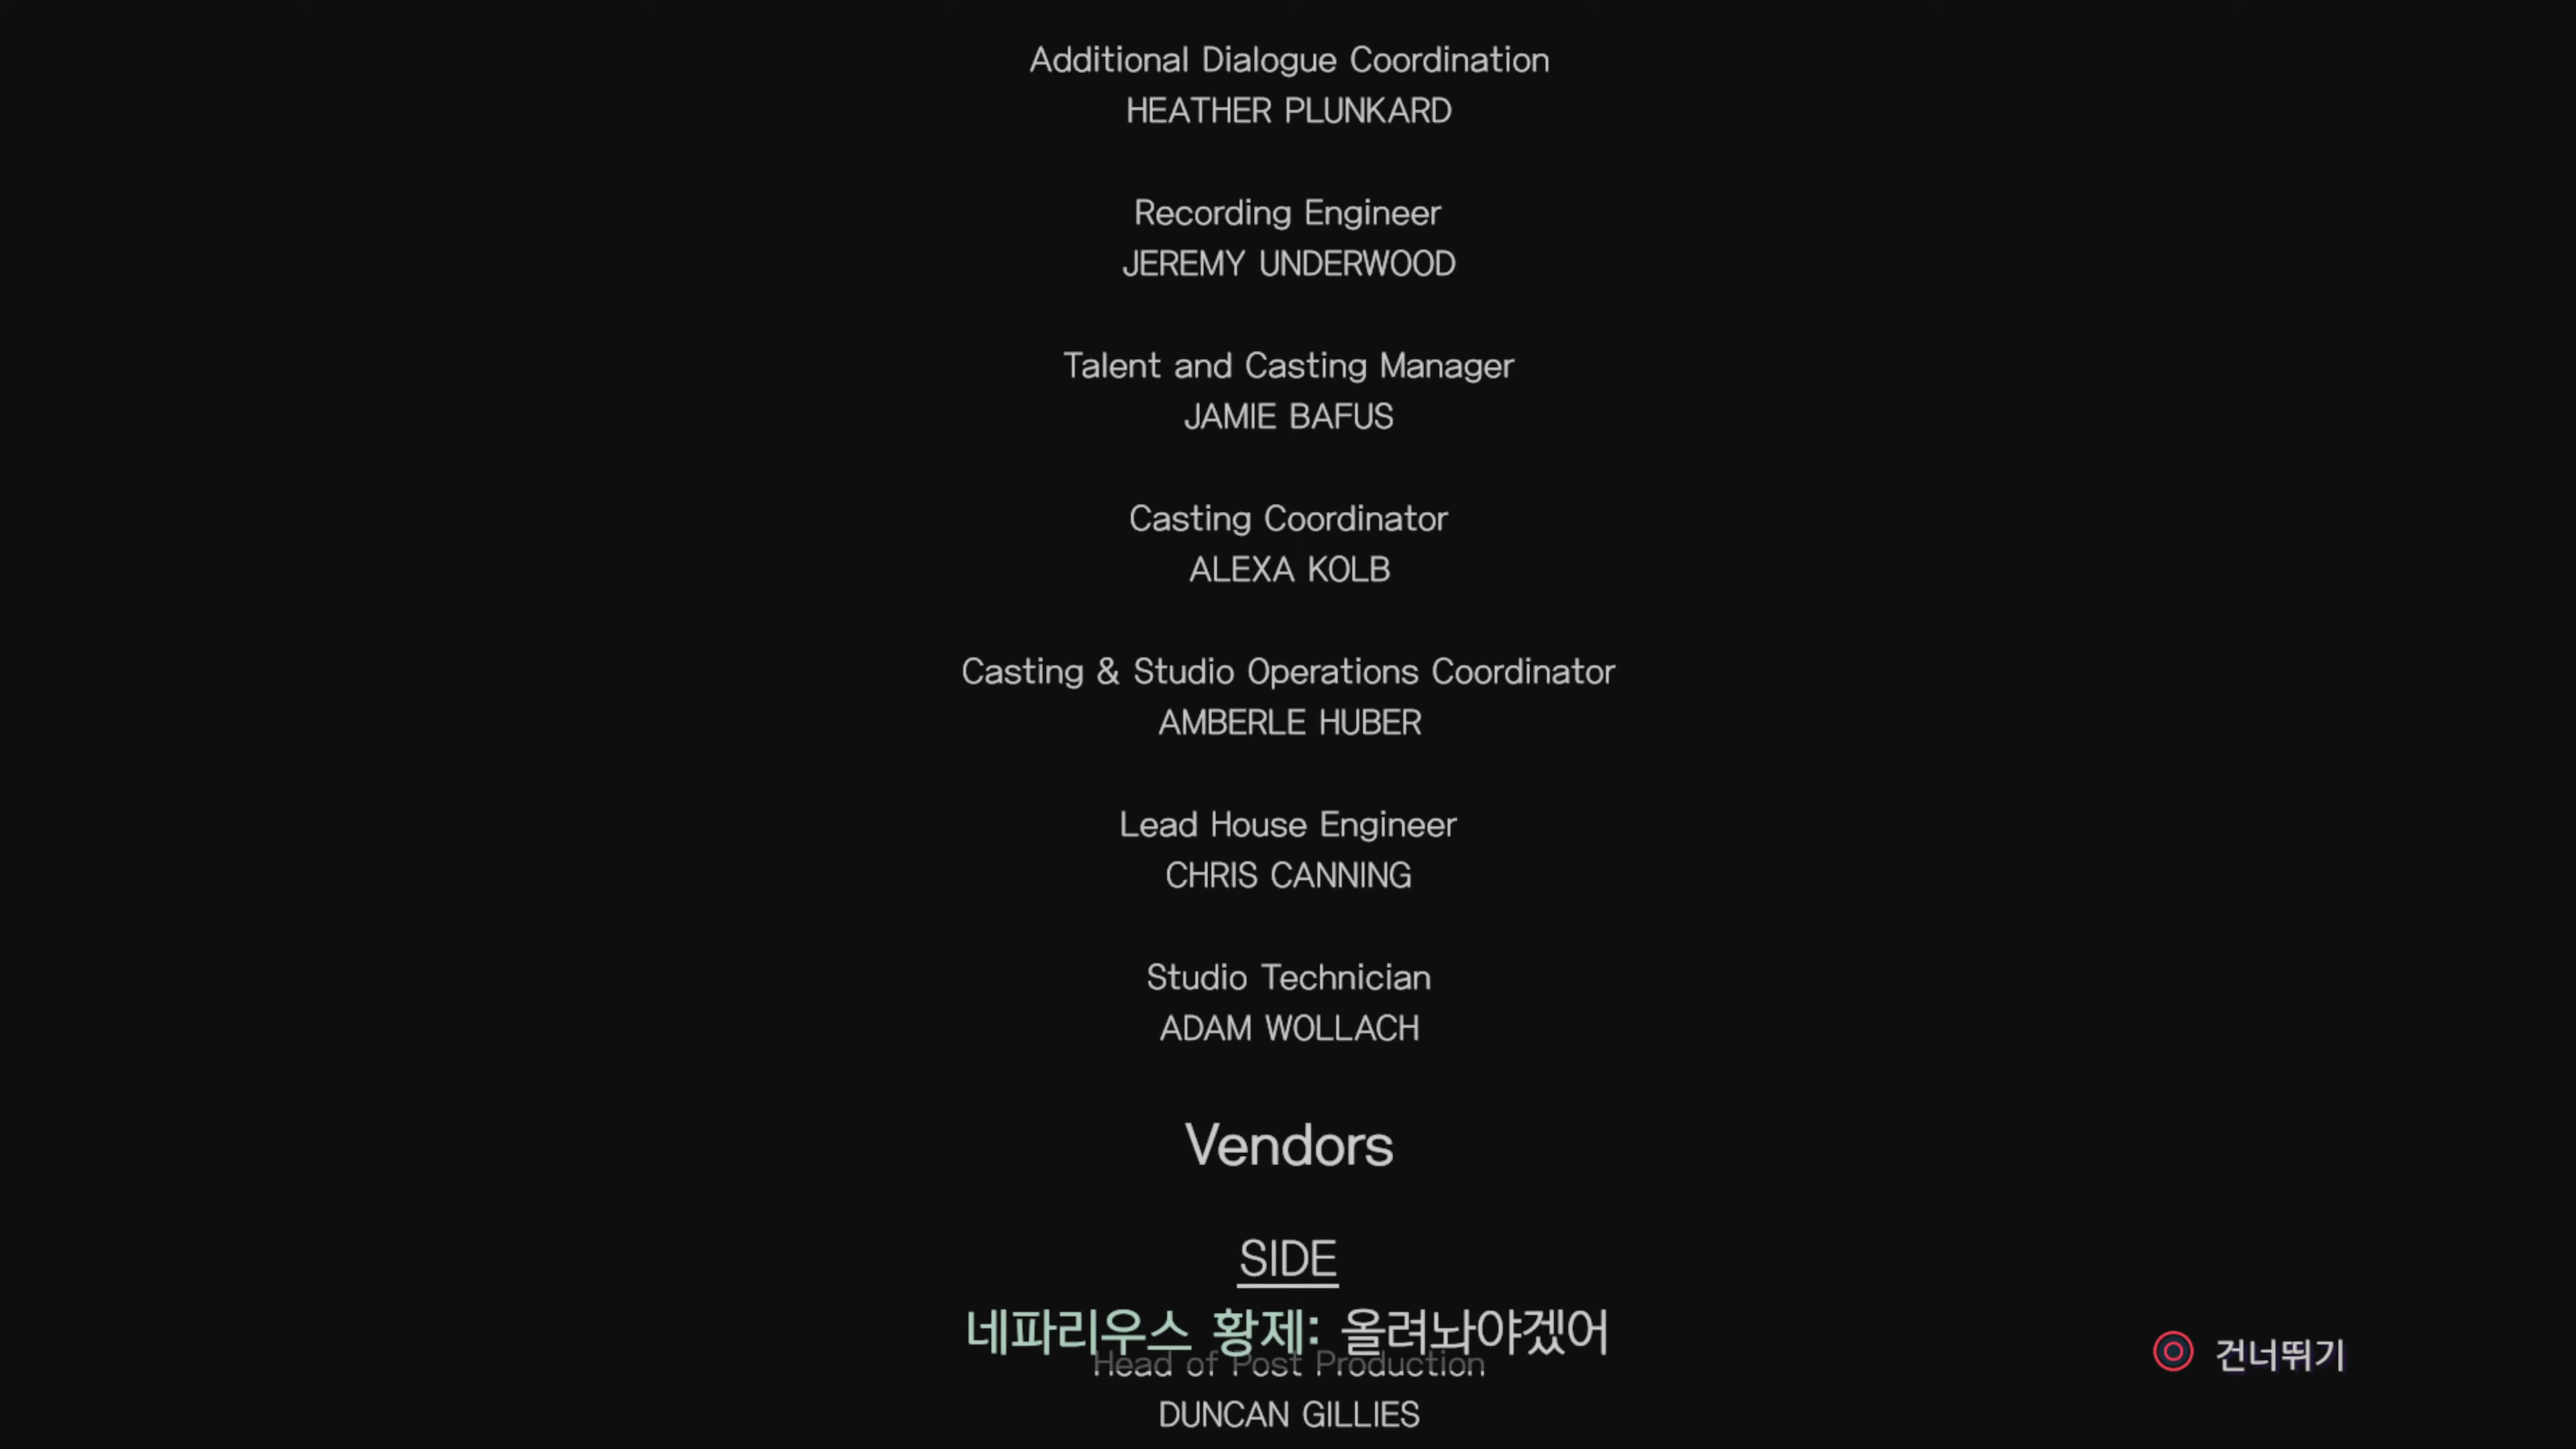 Additional Dialogue Coordination
HEATHER PLUNKARD
Recording Engineer
JEREMY UNDERWOOD
Talent and Casting Manager
JAMIE BAFUS
Casting Coordinator
ALEXA KOLB
Casting & Studio Operations Coordinator
AMBERLE HUBER
Lead House Engineer
CHRIS CANNING
Studio Technician
ADAM WOLLACH
Vendors
SIDE
네파리우스 황제: 올려놔야겠어
Head of Post Production
건너뛰기
DUNCAN GILLIES